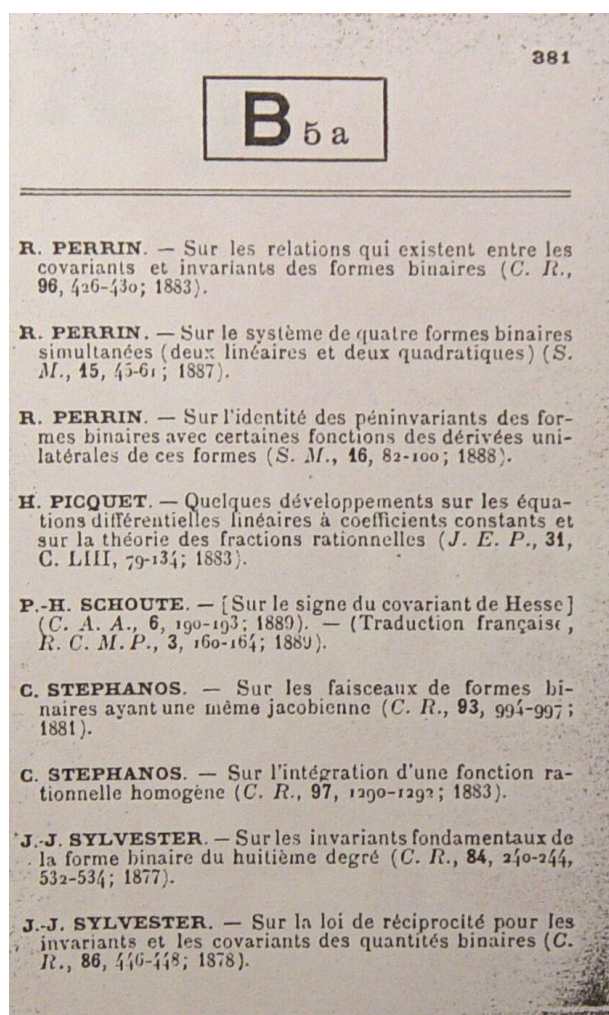 381
B 5 a
R. PERRIN. — Sur les relations qui existent entre les
covariants et invariants des formes binaires (C. R.,
96, 426-430; 1883).
R. PERRIN. — Sur le système de quatre formes binaires
simultanées (deux linéaires et deux quadratiques) (S.
M., 15, 45-61; 1887).
R. PERRIN. — Sur l'identité des péninvariants des for-
mes binaires avec certaines fonctions des dérivées uni-
latérales de ces formes (S. M., 16, 82-100; 1888).
H. PICQUET. — Quelques développements sur les équa-
tions différentielles linéaires à coefficients constants et
sur la théorie des fractions rationnelles (J. E. P., 31,
C. LIII, 79-134; 1883).
P.-H. SCHOUTE. — [Sur le signe du covariant de Hesse]
(C. A. A., 6, 190-193; 1889). — (Traduction française,
R. C. M. P., 3, 160-164; 1889).
C. STEPHANOS. — Sur les faisceaux de formes bi-
naires ayant une même jacobienne (C. R., 93, 994-997;
1881).
C. STEPHANOS. — Sur l'intégration d'une fonction ra-
tionnelle homogène (C. R., 97, 1290-1292; 1883).
J.-J. SYLVESTER. — Sur les invariants fondamentaux de
la forme binaire du huitième degré (C. R., 84, 240-244,
532-534; 1877).
J.-J. SYLVESTER. — Sur la loi de réciprocité pour les
invariants et les covariants des quantités binaires (C.
R., 86, 446-448; 1878).